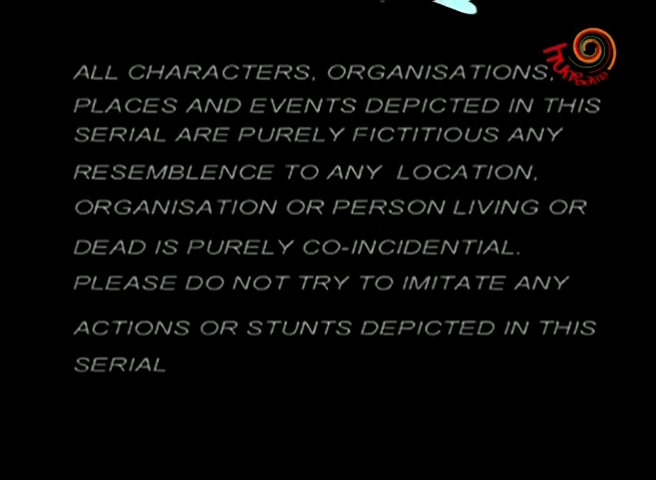 ALL CHARACTERS, ORGANISATIONS,
PLACES AND EVENTS DEPICTED IN THIS
SERIAL ARE PURELY FICTITIOUS ANY
RESEMBLENCE TO ANY LOCATION,
ORGANISATION OR PERSON LIVING OR
DEAD IS PURELY CO-INCIDENTIAL.
PLEASE DO NOT TRY TO IMITATE ANY
ACTIONS OR STUNTS DEPICTED IN THIS
SERIAL